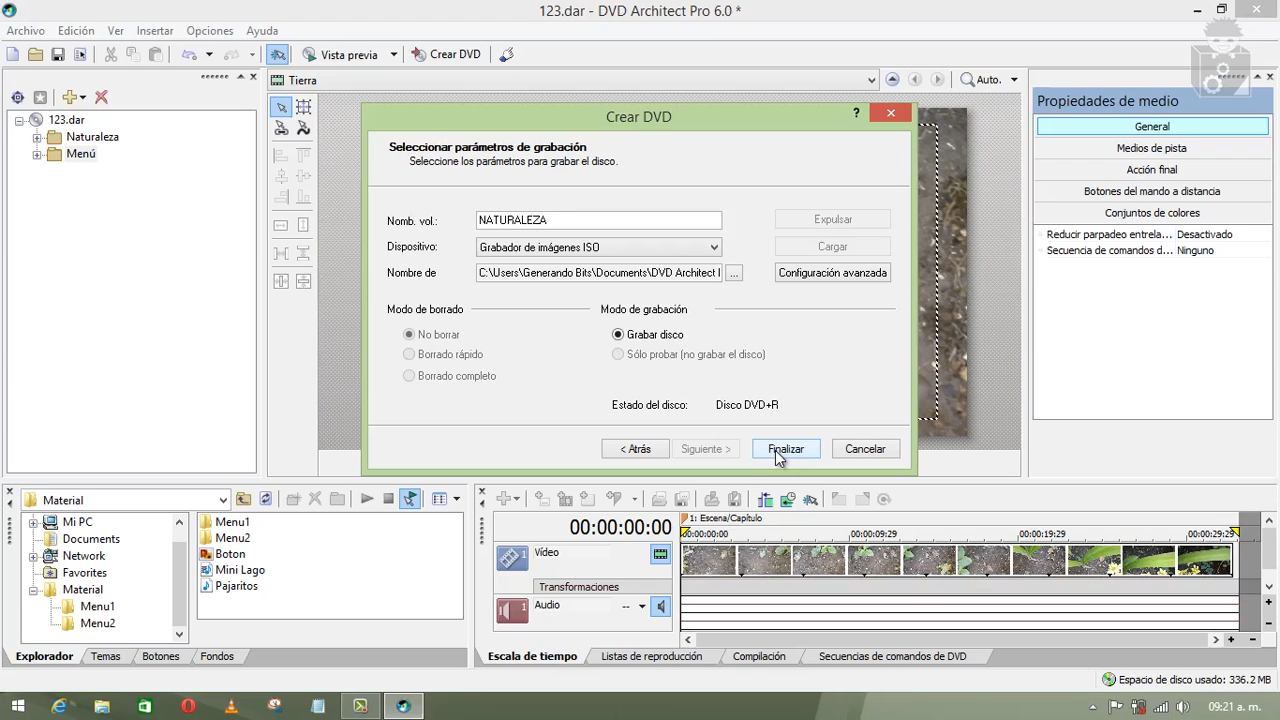 123.dar - DVD Architect Pro 6.0 *
Archivo Edición Ver Insertar Opciones Ayuda
Vista previa Crear DVD
Tierra Auto.
123.dar
Naturaleza
Menú
Crear DVD ?
Seleccionar parámetros de grabación
Seleccione los parámetros para grabar el disco.
Nomb. vol.: NATURALEZA Expulsar
Dispositivo: Grabador de imágenes ISO Cargar
Nombre de C:\Users\Generando Bits\Documents\DVD Architect ... Configuración avanzada
Modo de borrado Modo de grabación
No borrar Grabar disco
Borrado rápido Sólo probar (no grabar el disco)
Borrado completo
Estado del disco: Disco DVD+R
< Atrás Siguiente > Finalizar Cancelar
Propiedades de medio
General
Medios de pista
Acción final
Botones del mando a distancia
Conjuntos de colores
Reducir parpadeo entrela... Desactivado
Secuencia de comandos d... Ninguno
Material
Mi PC
Documents
Network
Favorites
Material
Menu1
Menu2
Menu1
Menu2
Boton
Mini Lago
Pajaritos
Explorador Temas Botones Fondos
00:00:00:00
1: Escena/Capítulo
00:00:00:00 00:00:09:29 00:00:19:29 00:00:29:29
1 Vídeo
Transformaciones
1 Audio --
Escala de tiempo Listas de reproducción Compilación Secuencias de comandos de DVD
Espacio de disco usado: 336.2 MB
09:21 a. m.